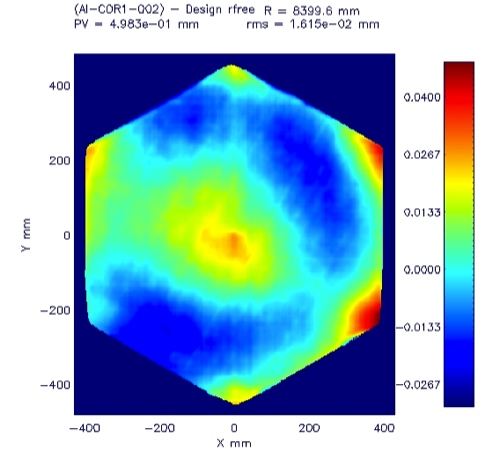 (AI-COR1-002) - Design rfree R = 8399.6 mm
PV = 4.983e-01 mm rms = 1.615e-02 mm
400
200
0
-200
-400
Y mm
-400 -200 0 200 400
X mm
0.0400
0.0267
0.0133
0.0000
-0.0133
-0.0267